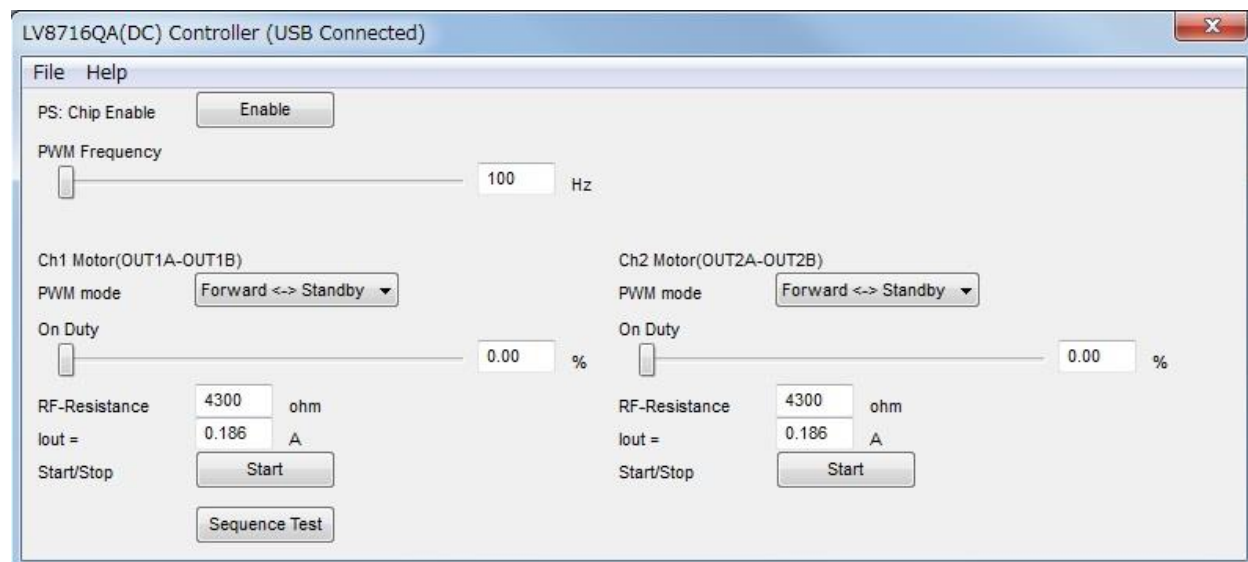 LV8716QA(DC) Controller (USB Connected)
File Help
PS: Chip Enable Enable
PWM Frequency
100 Hz
Ch1 Motor(OUT1A-OUT1B) Ch2 Motor(OUT2A-OUT2B)
PWM mode Forward <-> Standby PWM mode Forward <-> Standby
On Duty On Duty
0.00 % 0.00 %
RF-Resistance 4300 ohm RF-Resistance 4300 ohm
Iout = 0.186 A Iout = 0.186 A
Start/Stop Start Start/Stop Start
Sequence Test